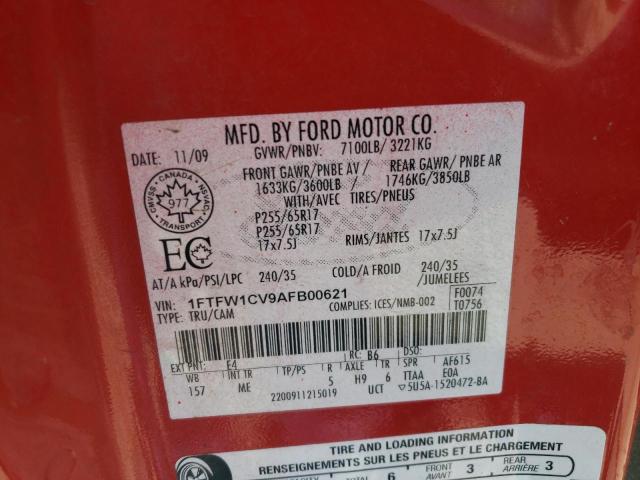 MFD. BY FORD MOTOR CO.
DATE: 11/09
GVWR/PNBV: 7100LB/ 3221KG
FRONT GAWR/PNBE AV / REAR GAWR/ PNBE AR
1633KG/3600LB / 1746KG/3850LB
WITH/AVEC TIRES/PNEUS
CANADA
CMVSS NSVAC
977
TRANSPORT
P255/65R17
P255/65R17
17x7.5J RIMS/JANTES 17x7.5J
EC
AT/A kPa/PSI/LPC 240/35 COLD/A FROID 240/35
/JUMELEES
VIN: 1FTFW1CV9AFB00621
TYPE: TRU/CAM COMPLIES: ICES/NMB-002
F0074
T0756
EXT PNT: E4 RC: B6 DSO:
WB INT TR TP/PS R AXLE TR SPR AF615
157 ME 5 H9 6 TTAA E0A
2200911215019 UCT 5U5A-1520472-BA
TIRE AND LOADING INFORMATION
RENSEIGNEMENTS SUR LES PNEUS ET LE CHARGEMENT
TOTAL 6 FRONT AVANT 3 REAR ARRIÈRE 3